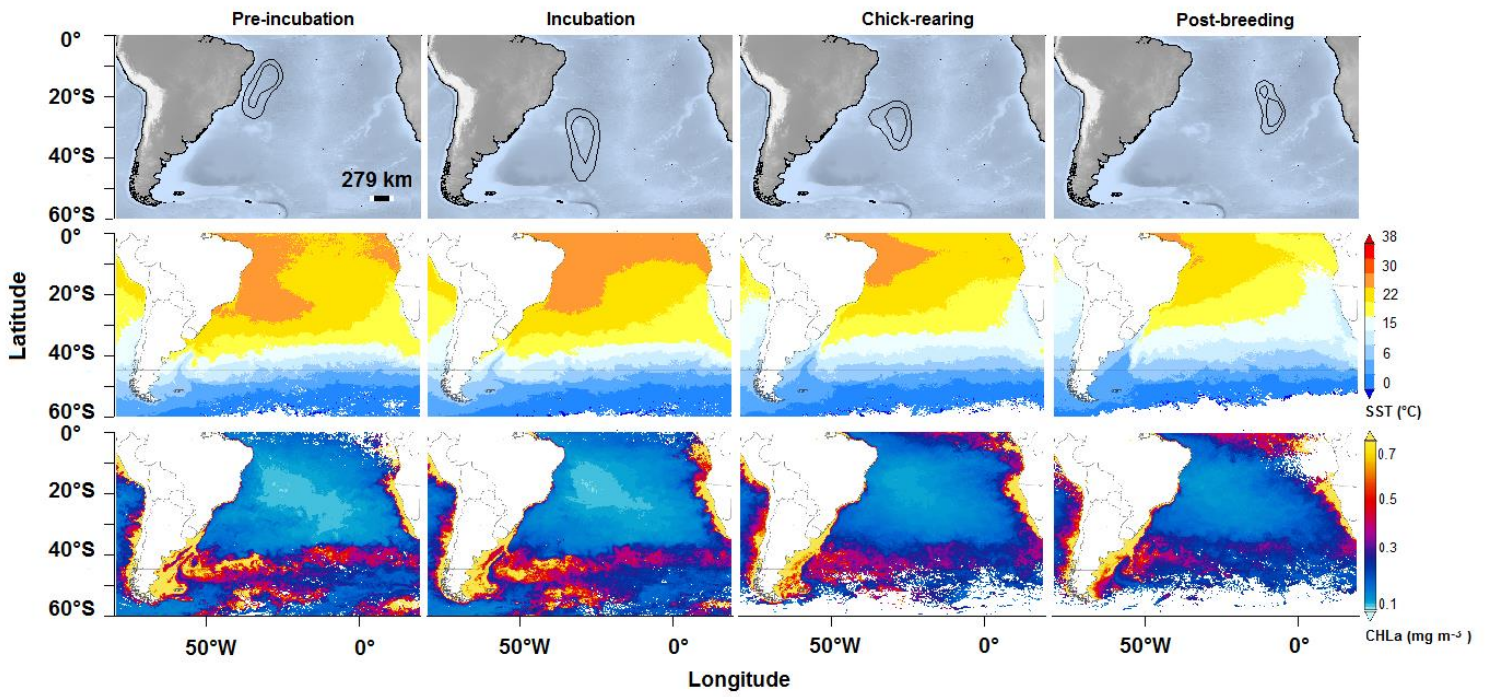 Pre-incubation Incubation Chick-rearing Post-breeding
0°
20°S
40°S
279 km
60°S
0°
38
30
20°S
22
15
40°S
6
0
60°S
SST (°C)
0°
0.7
20°S
0.5
40°S
0.3
60°S
0.1
CHLa (mg m⁻³ )
50°W 0° 50°W 0° 50°W 0° 50°W 0°
Latitude
Longitude